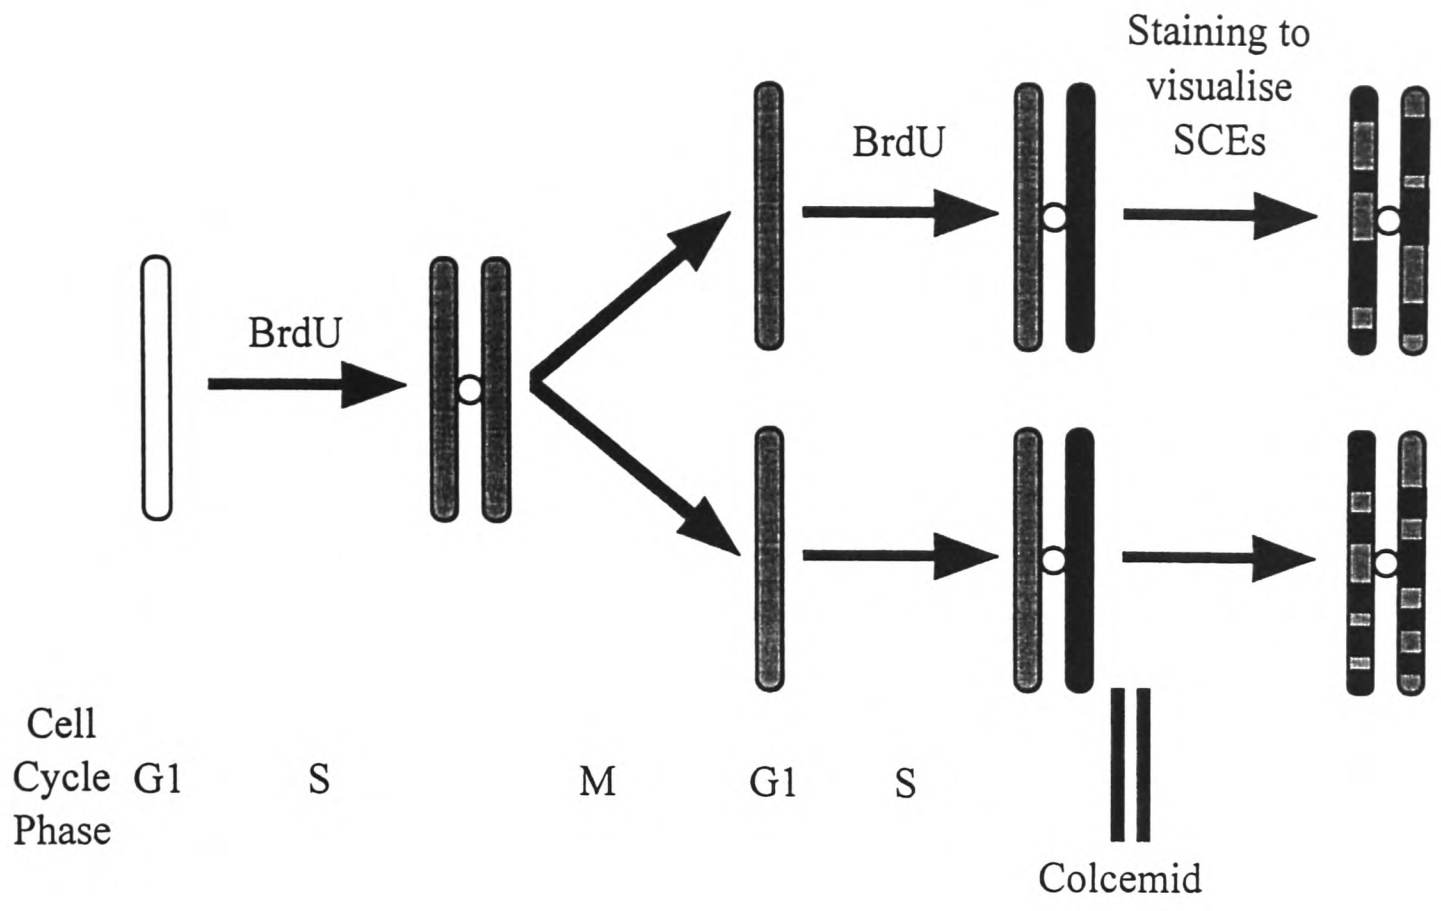 Staining to
visualise
SCEs
BrdU
BrdU
Cell
Cycle
Phase
G1
S
M
G1
S
Colcemid